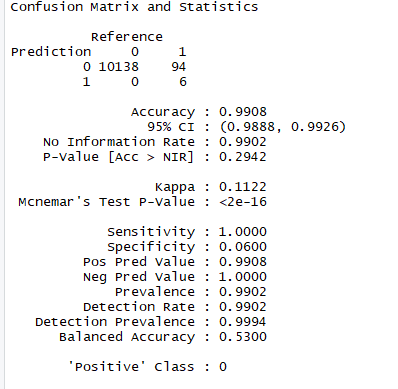 Confusion Matrix and Statistics
Reference
Prediction 0 1
0 10138 94
1 0 6
Accuracy : 0.9908
95% CI : (0.9888, 0.9926)
No Information Rate : 0.9902
P-Value [Acc > NIR] : 0.2942
Kappa : 0.1122
Mcnemar's Test P-Value : <2e-16
Sensitivity : 1.0000
Specificity : 0.0600
Pos Pred Value : 0.9908
Neg Pred Value : 1.0000
Prevalence : 0.9902
Detection Rate : 0.9902
Detection Prevalence : 0.9994
Balanced Accuracy : 0.5300
'Positive' Class : 0